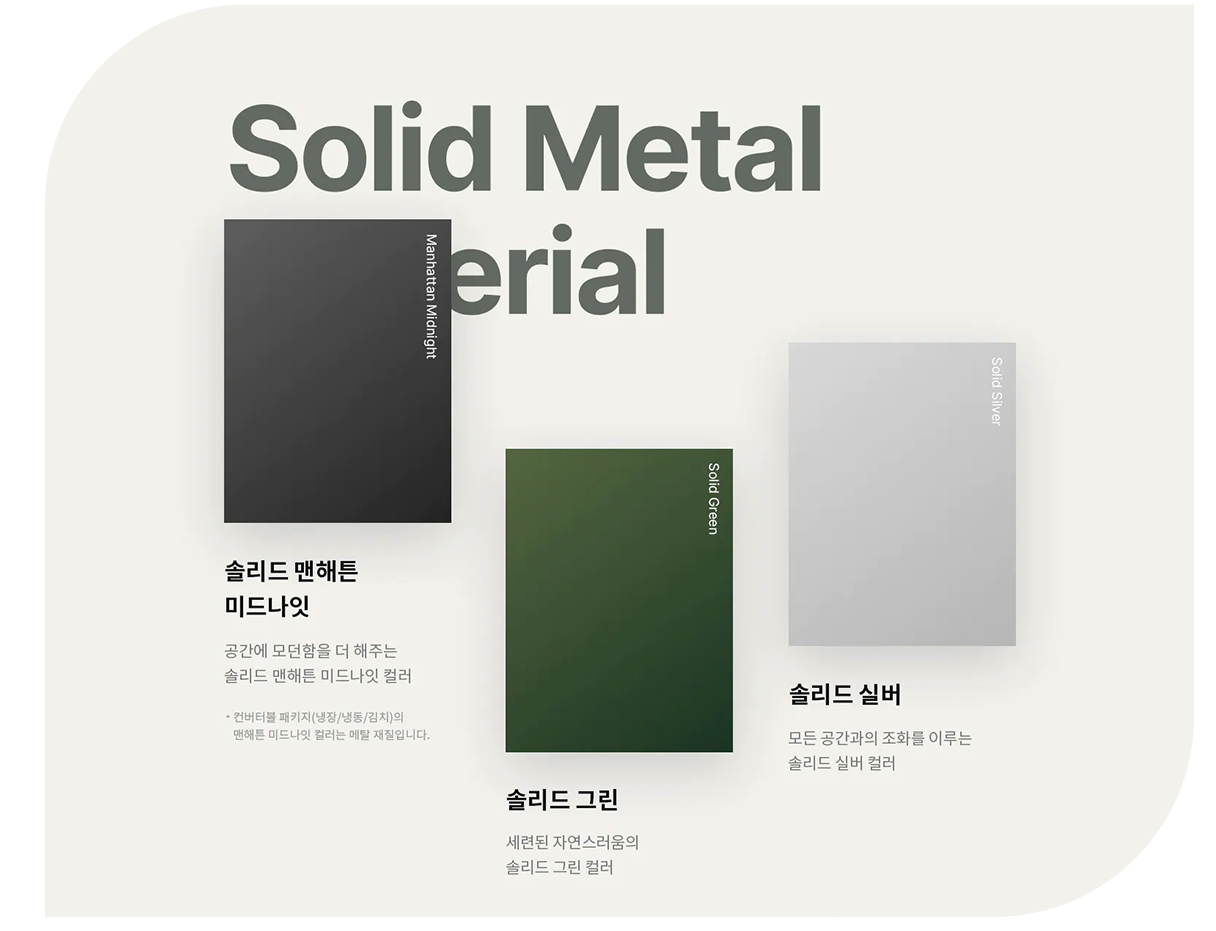 Solid Metal
erial
Manhattan Midnight
솔리드 맨해튼
미드나잇
공간에 모던함을 더 해주는
솔리드 맨해튼 미드나잇 컬러
* 컨버터블 패키지(냉장/냉동/김치)의
맨해튼 미드나잇 컬러는 메탈 재질입니다.
Solid Green
솔리드 그린
세련된 자연스러움의
솔리드 그린 컬러
Solid Silver
솔리드 실버
모든 공간과의 조화를 이루는
솔리드 실버 컬러